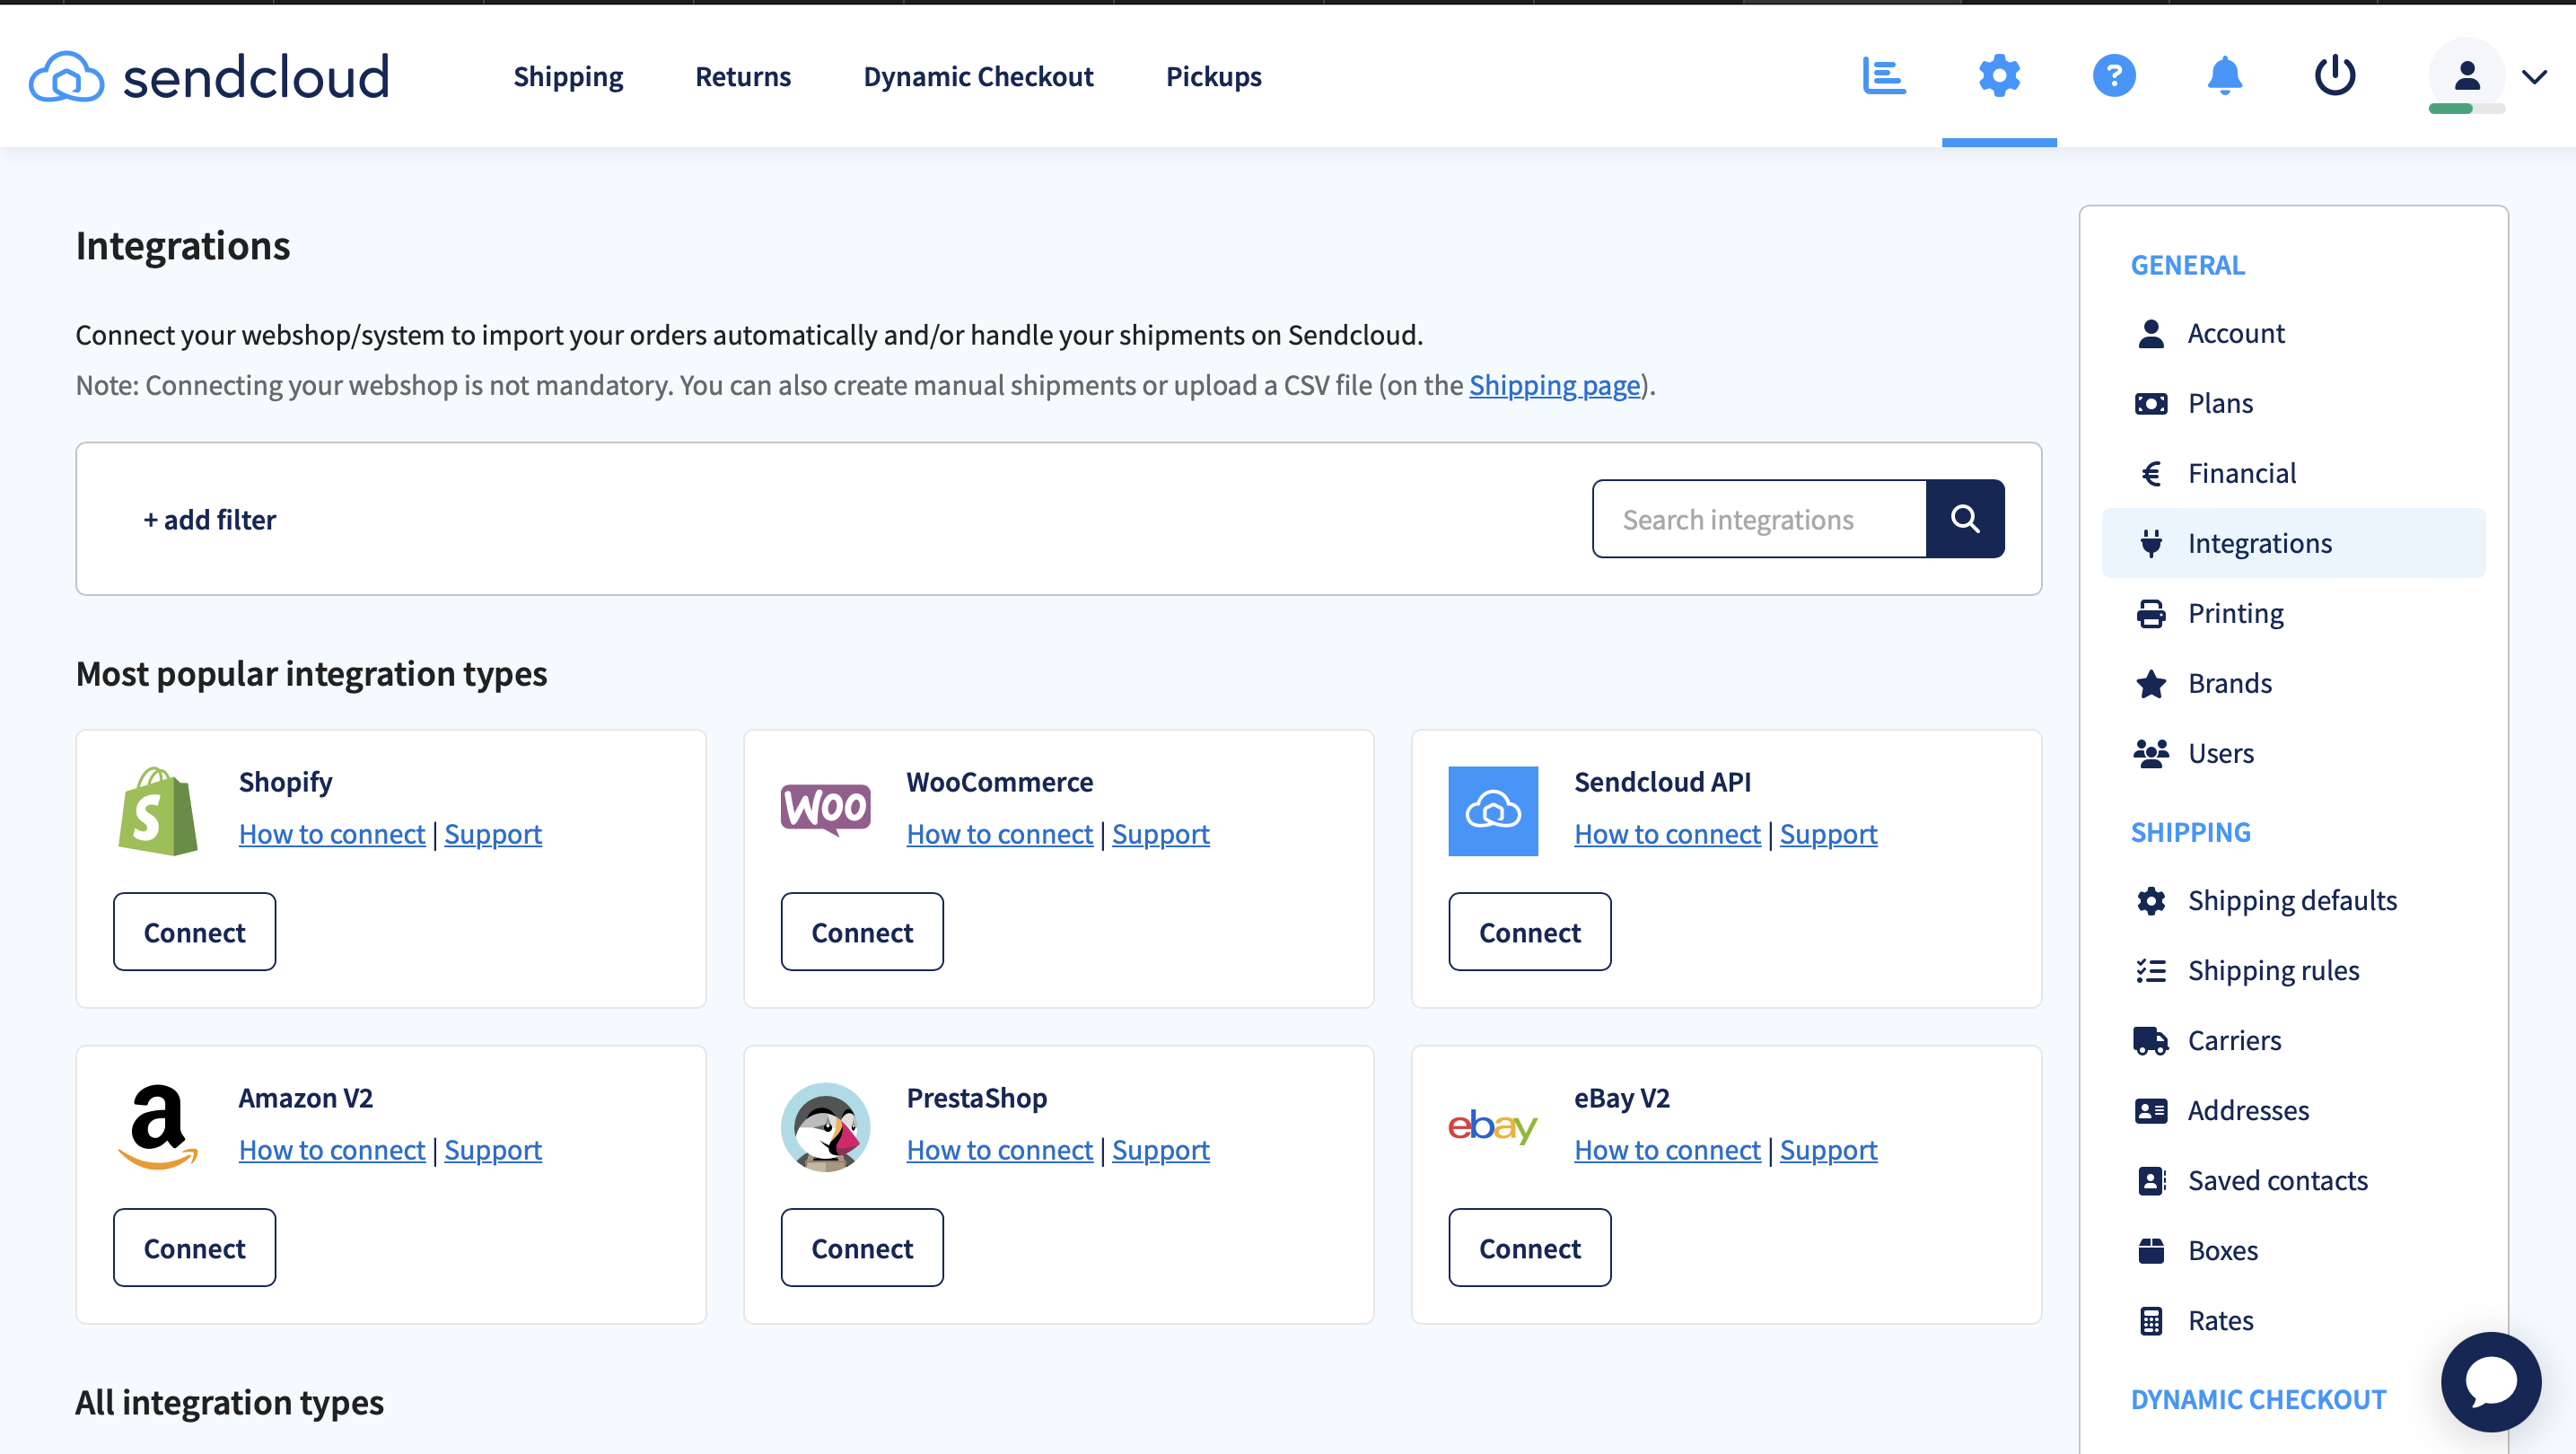 sendcloud
Shipping
Returns
Dynamic Checkout
Pickups
?
Integrations
Connect your webshop/system to import your orders automatically and/or handle your shipments on Sendcloud.
Note: Connecting your webshop is not mandatory. You can also create manual shipments or upload a CSV file (on the Shipping page).
+ add filter
Search integrations
Most popular integration types
Shopify
How to connect | Support
Connect
WOO
WooCommerce
How to connect | Support
Connect
Sendcloud API
How to connect | Support
Connect
a
Amazon V2
How to connect | Support
Connect
PrestaShop
How to connect | Support
Connect
ebay
eBay V2
How to connect | Support
Connect
All integration types
GENERAL
Account
Plans
€ Financial
Integrations
Printing
Brands
Users
SHIPPING
Shipping defaults
Shipping rules
Carriers
Addresses
Saved contacts
Boxes
Rates
DYNAMIC CHECKOUT